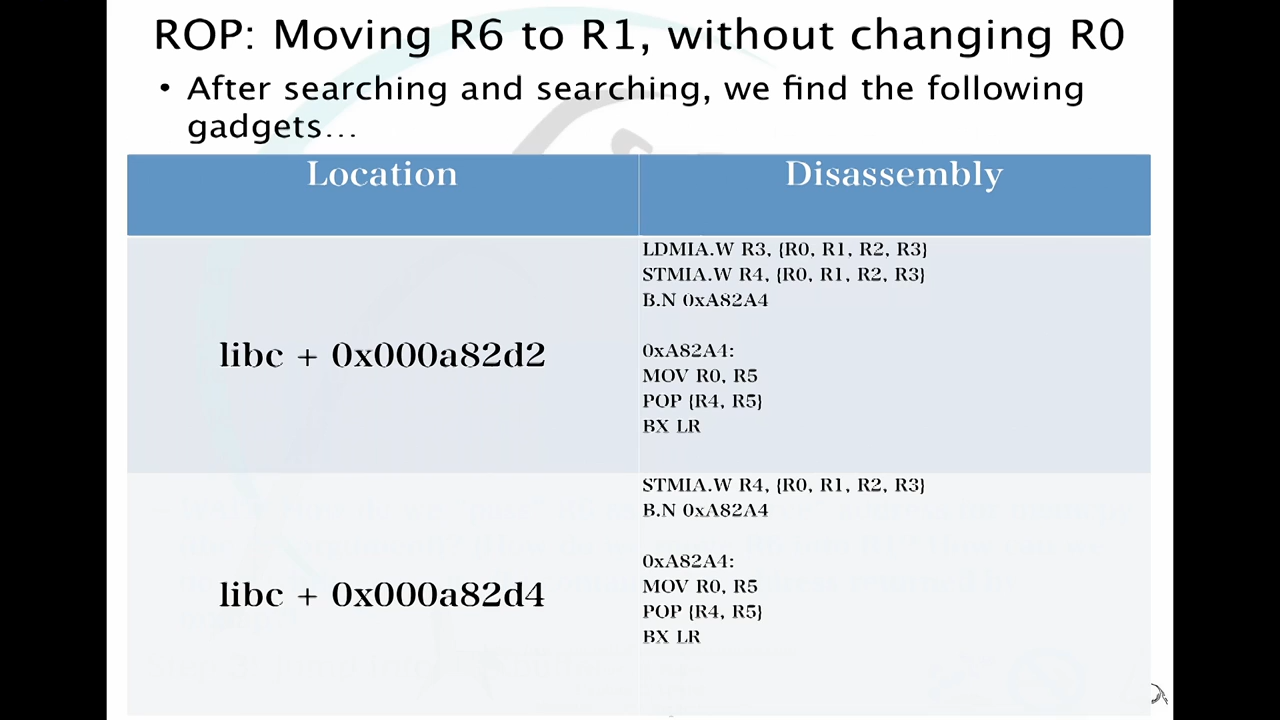 ROP: Moving R6 to R1, without changing R0
• After searching and searching, we find the following
gadgets...
Location
Disassembly
libc + 0x000a82d2
LDMIA.W R3, {R0, R1, R2, R3}
STMIA.W R4, {R0, R1, R2, R3}
B.N 0xA82A4
0xA82A4:
MOV R0, R5
POP {R4, R5}
BX LR
libc + 0x000a82d4
STMIA.W R4, {R0, R1, R2, R3}
B.N 0xA82A4
0xA82A4:
MOV R0, R5
POP {R4, R5}
BX LR